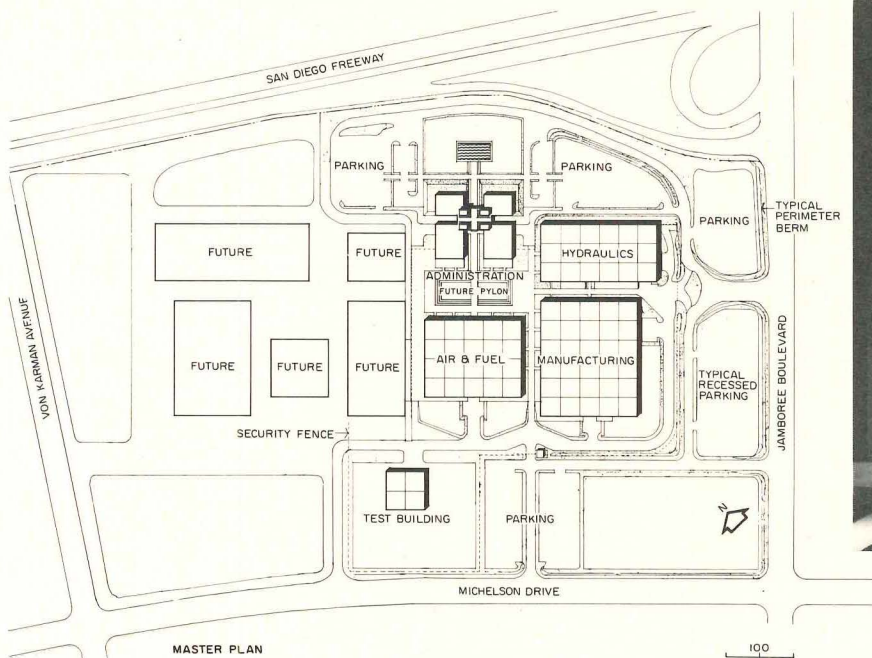 SAN DIEGO FREEWAY
PARKING
PARKING
PARKING
TYPICAL
PERIMETER
BERM
FUTURE
FUTURE
HYDRAULICS
ADMINISTRATION
FUTURE PYLON
VON KARMAN AVENUE
FUTURE
FUTURE
FUTURE
AIR & FUEL
MANUFACTURING
TYPICAL
RECESSED
PARKING
JAMBOREE BOULEVARD
SECURITY FENCE
TEST BUILDING
PARKING
N
MICHELSON DRIVE
MASTER PLAN
100